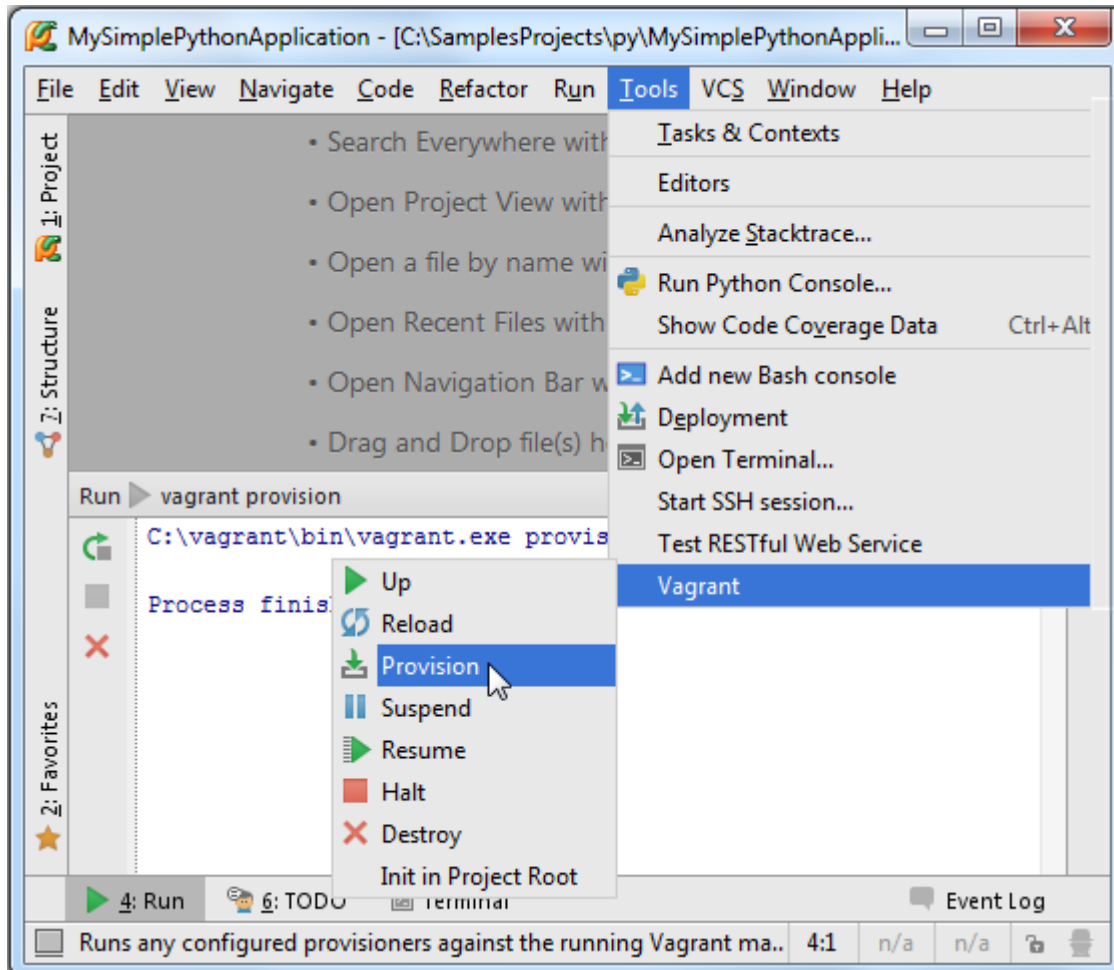 MySimplePythonApplication - [C:\SamplesProjects\py\MySimplePythonAppli...
File Edit View Navigate Code Refactor Run Tools VCS Window Help
1: Project
7: Structure
2: Favorites
• Search Everywhere with
• Open Project View with
• Open a file by name wi
• Open Recent Files with
• Open Navigation Bar w
• Drag and Drop file(s) h
Tasks & Contexts
Editors
Analyze Stacktrace...
Run Python Console...
Show Code Coverage Data Ctrl+Alt
Add new Bash console
Deployment
Open Terminal...
Start SSH session...
Test RESTful Web Service
Vagrant
Run vagrant provision
C:\vagrant\bin\vagrant.exe provis
Process finis
Up
Reload
Provision
Suspend
Resume
Halt
Destroy
Init in Project Root
4: Run 6: TODO Terminal Event Log
Runs any configured provisioners against the running Vagrant ma.. 4:1 n/a n/a